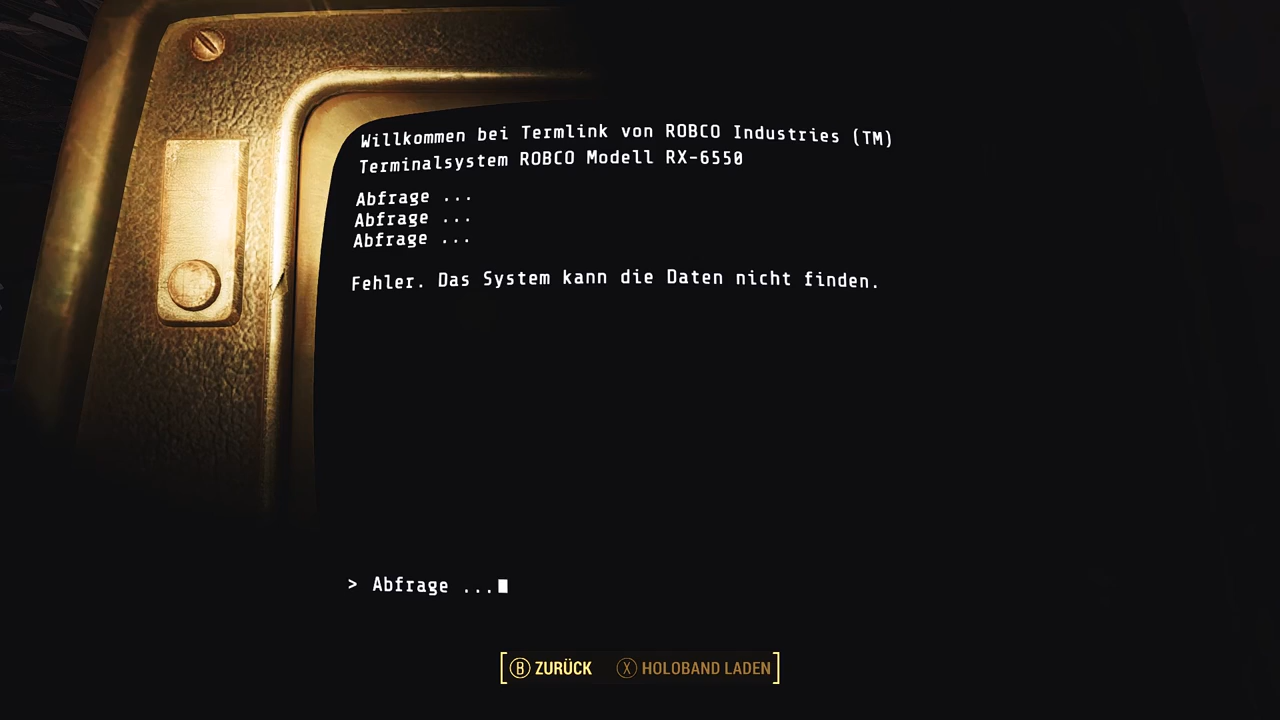 Willkommen bei Termlink von ROBCO Industries (TM)
Terminalsystem ROBCO Modell RX-6550
Abfrage ...
Abfrage ...
Abfrage ...
Fehler. Das System kann die Daten nicht finden.
> Abfrage ...
[Ⓑ ZURÜCK Ⓧ HOLOBAND LADEN]